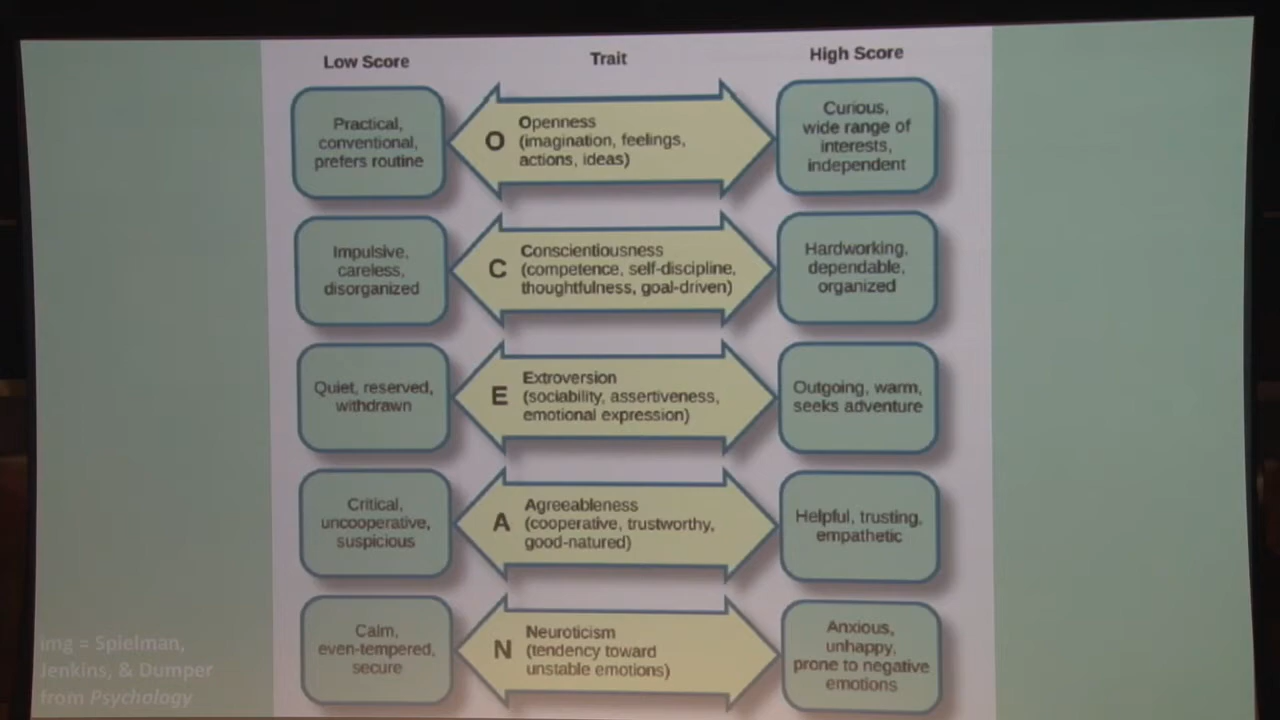 Low Score
Trait
High Score
Practical,
conventional,
prefers routine
O
Openness
(imagination, feelings,
actions, ideas)
Curious,
wide range of
interests,
independent
Impulsive,
careless,
disorganized
C
Conscientiousness
(competence, self-discipline,
thoughtfulness, goal-driven)
Hardworking,
dependable,
organized
Quiet, reserved,
withdrawn
E
Extroversion
(sociability, assertiveness,
emotional expression)
Outgoing, warm,
seeks adventure
Critical,
uncooperative,
suspicious
A
Agreeableness
(cooperative, trustworthy,
good-natured)
Helpful, trusting,
empathetic
Calm,
even-tempered,
secure
N
Neuroticism
(tendency toward
unstable emotions)
Anxious,
unhappy,
prone to negative
emotions
img = Spielman,
Jenkins, & Dumper
from Psychology